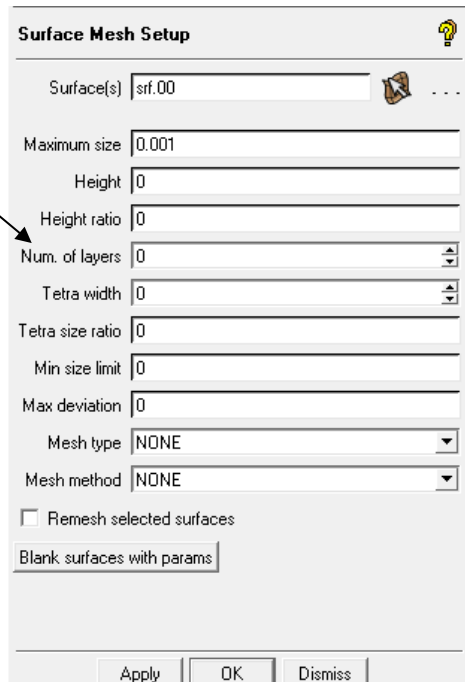 Surface Mesh Setup
Surface(s) srf.00 ...
Maximum size 0.001
Height 0
Height ratio 0
Num. of layers 0
Tetra width 0
Tetra size ratio 0
Min size limit 0
Max deviation 0
Mesh type NONE
Mesh method NONE
Remesh selected surfaces
Blank surfaces with params
Apply OK Dismiss